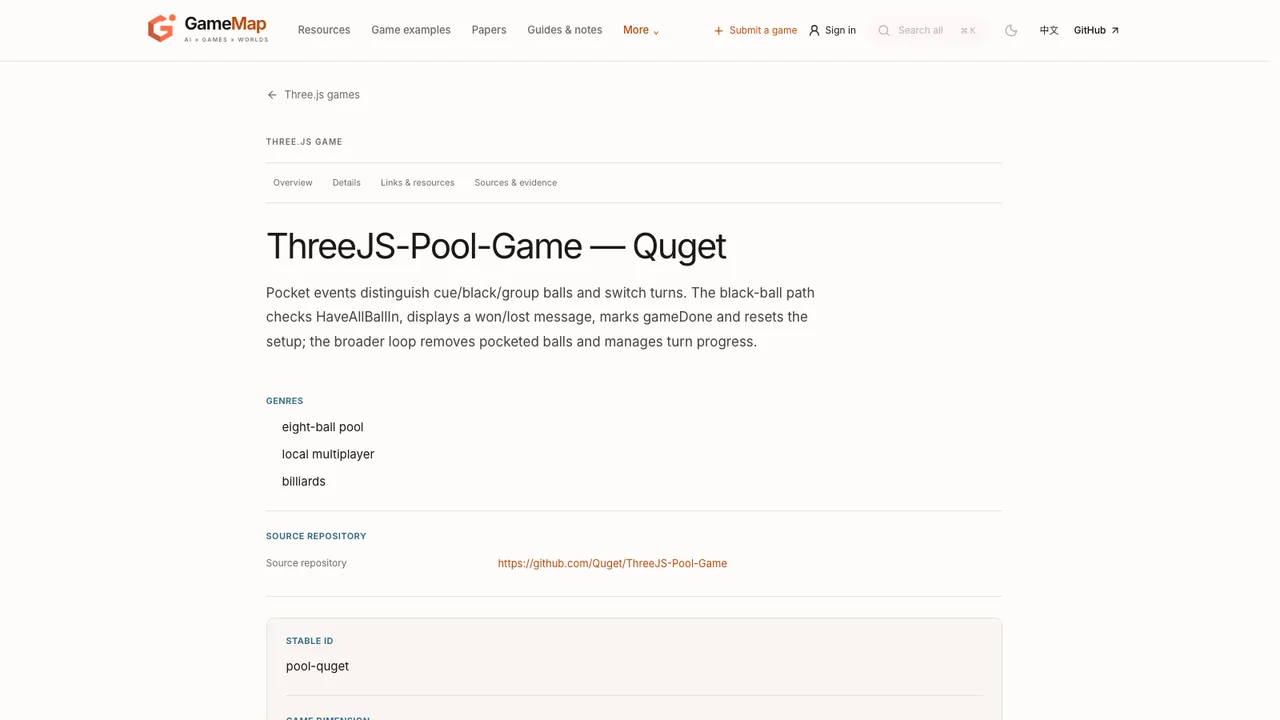 GameMap
AI × GAMES × WORLDS
Resources
Game examples
Papers
Guides & notes
More
Submit a game
Sign in
Search all
⌘ K
中文
GitHub ↗
← Three.js games
THREE.JS GAME
Overview
Details
Links & resources
Sources & evidence
ThreeJS-Pool-Game — Quget
Pocket events distinguish cue/black/group balls and switch turns. The black-ball path
checks HaveAllBallIn, displays a won/lost message, marks gameDone and resets the
setup; the broader loop removes pocketed balls and manages turn progress.
GENRES
eight-ball pool
local multiplayer
billiards
SOURCE REPOSITORY
Source repository
https://github.com/Quget/ThreeJS-Pool-Game
STABLE ID
pool-quget
GAME DIMENSION